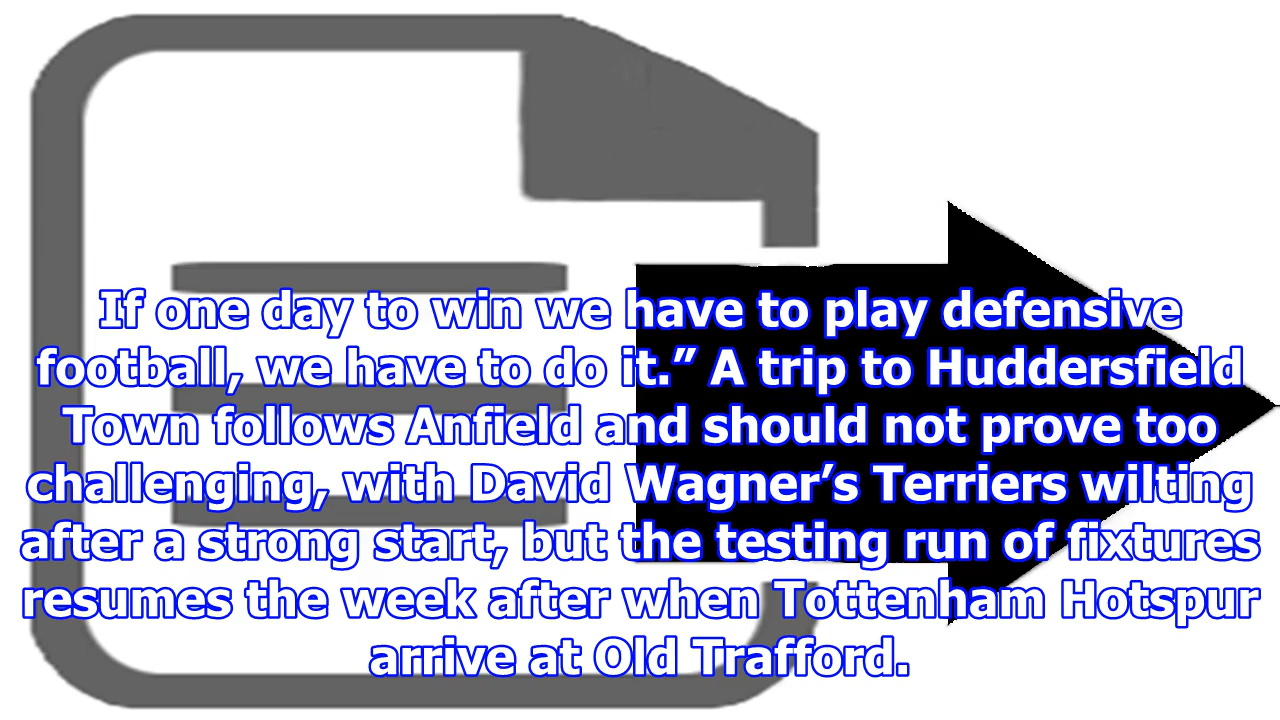 If one day to win we have to play defensive
football, we have to do it.” A trip to Huddersfield
Town follows Anfield and should not prove too
challenging, with David Wagner’s Terriers wilting
after a strong start, but the testing run of fixtures
resumes the week after when Tottenham Hotspur
arrive at Old Trafford.